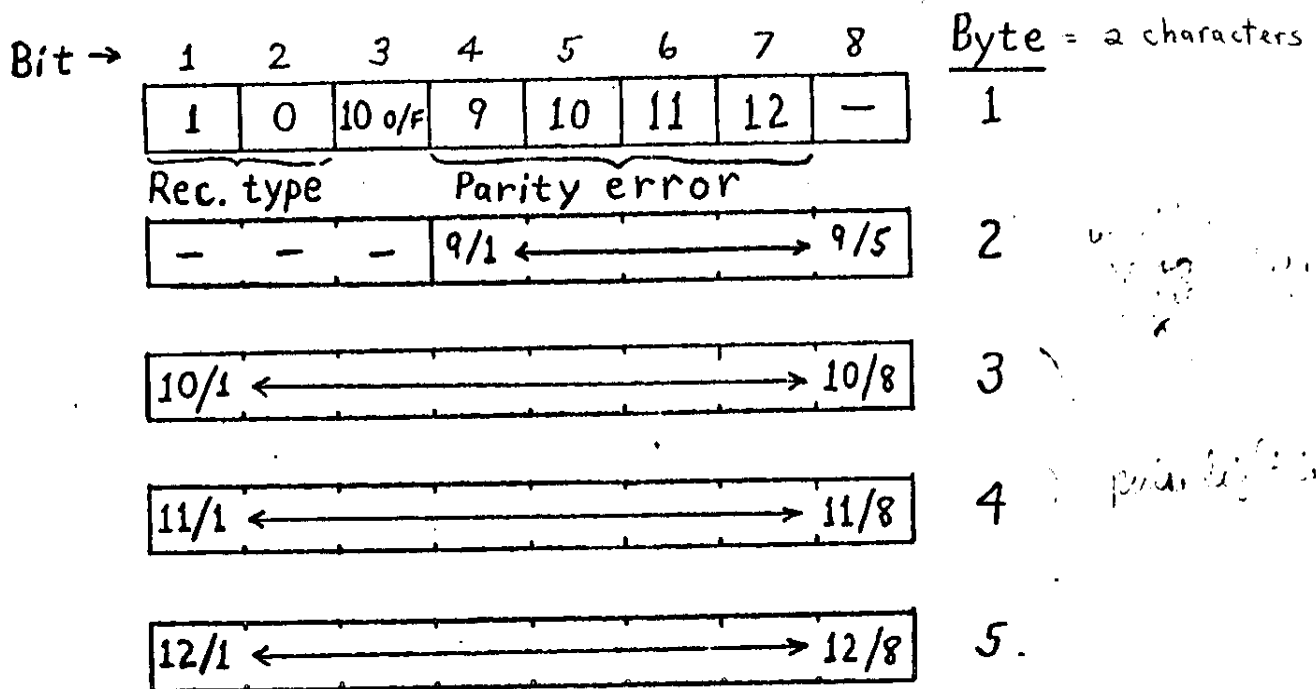 Bit → 1 2 3 4 5 6 7 8 Byte = 2 characters
1 0 10 O/F 9 10 11 12 — 1
Rec. type Parity error
— — — 9/1 ↔ 9/5 2
10/1 ↔ 10/8 3
11/1 ↔ 11/8 4
12/1 ↔ 12/8 5.